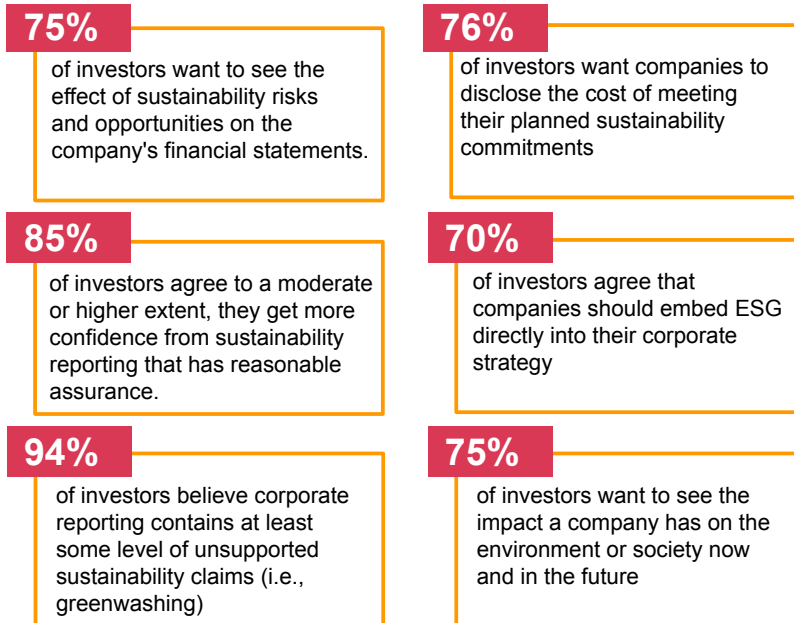 75%
of investors want to see the
effect of sustainability risks
and opportunities on the
company's financial statements.
76%
of investors want companies to
disclose the cost of meeting
their planned sustainability
commitments
85%
of investors agree to a moderate
or higher extent, they get more
confidence from sustainability
reporting that has reasonable
assurance.
70%
of investors agree that
companies should embed ESG
directly into their corporate
strategy
94%
of investors believe corporate
reporting contains at least
some level of unsupported
sustainability claims (i.e.,
greenwashing)
75%
of investors want to see the
impact a company has on the
environment or society now
and in the future